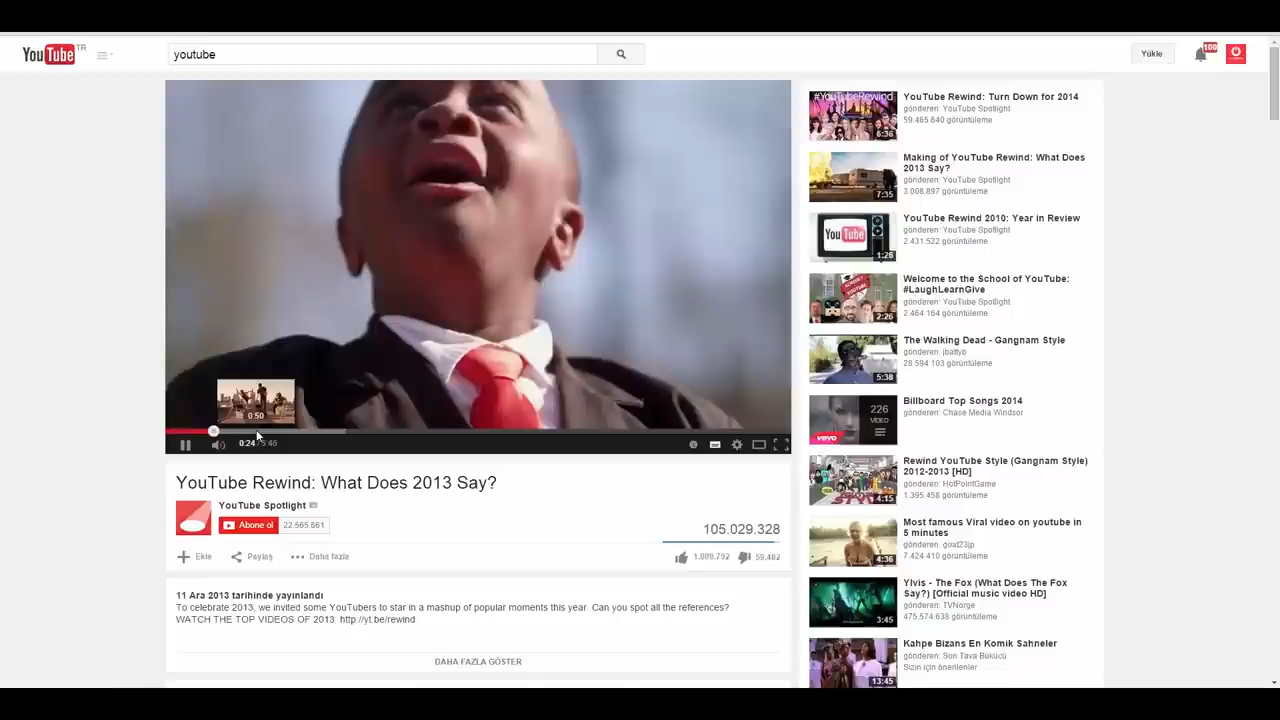 YouTube TR
youtube
Yükle
100
0:50
0:24 / 5:46
YouTube Rewind: What Does 2013 Say?
YouTube Spotlight
Abone ol 22.565.661
105.029.328
Ekle Paylaş Daha fazla
1.009.792 59.482
11 Ara 2013 tarihinde yayınlandı
To celebrate 2013, we invited some YouTubers to star in a mashup of popular moments this year. Can you spot all the references?
WATCH THE TOP VIDEOS OF 2013: http://yt.be/rewind
DAHA FAZLA GÖSTER
#YouTubeRewind
6:36
YouTube Rewind: Turn Down for 2014
gönderen: YouTube Spotlight
59.465.640 görüntüleme
7:35
Making of YouTube Rewind: What Does
2013 Say?
gönderen: YouTube Spotlight
3.008.897 görüntüleme
YouTube
1:26
YouTube Rewind 2010: Year in Review
gönderen: YouTube Spotlight
2.431.522 görüntüleme
2:26
Welcome to the School of YouTube:
#LaughLearnGive
gönderen: YouTube Spotlight
2.464.164 görüntüleme
5:38
The Walking Dead - Gangnam Style
gönderen: jbattyb
28.594.103 görüntüleme
226
VİDEO
vevo
Billboard Top Songs 2014
gönderen: Chase Media Windsor
4:15
Rewind YouTube Style (Gangnam Style)
2012-2013 [HD]
gönderen: HotPointGame
1.395.458 görüntüleme
4:36
Most famous Viral video on youtube in
5 minutes
gönderen: goat23jp
7.424.410 görüntüleme
3:45
Ylvis - The Fox (What Does The Fox
Say?) [Official music video HD]
gönderen: TVNorge
475.574.638 görüntüleme
13:45
Kahpe Bizans En Komik Sahneler
gönderen: Son Tava Bükücü
Sizin için önerilenler